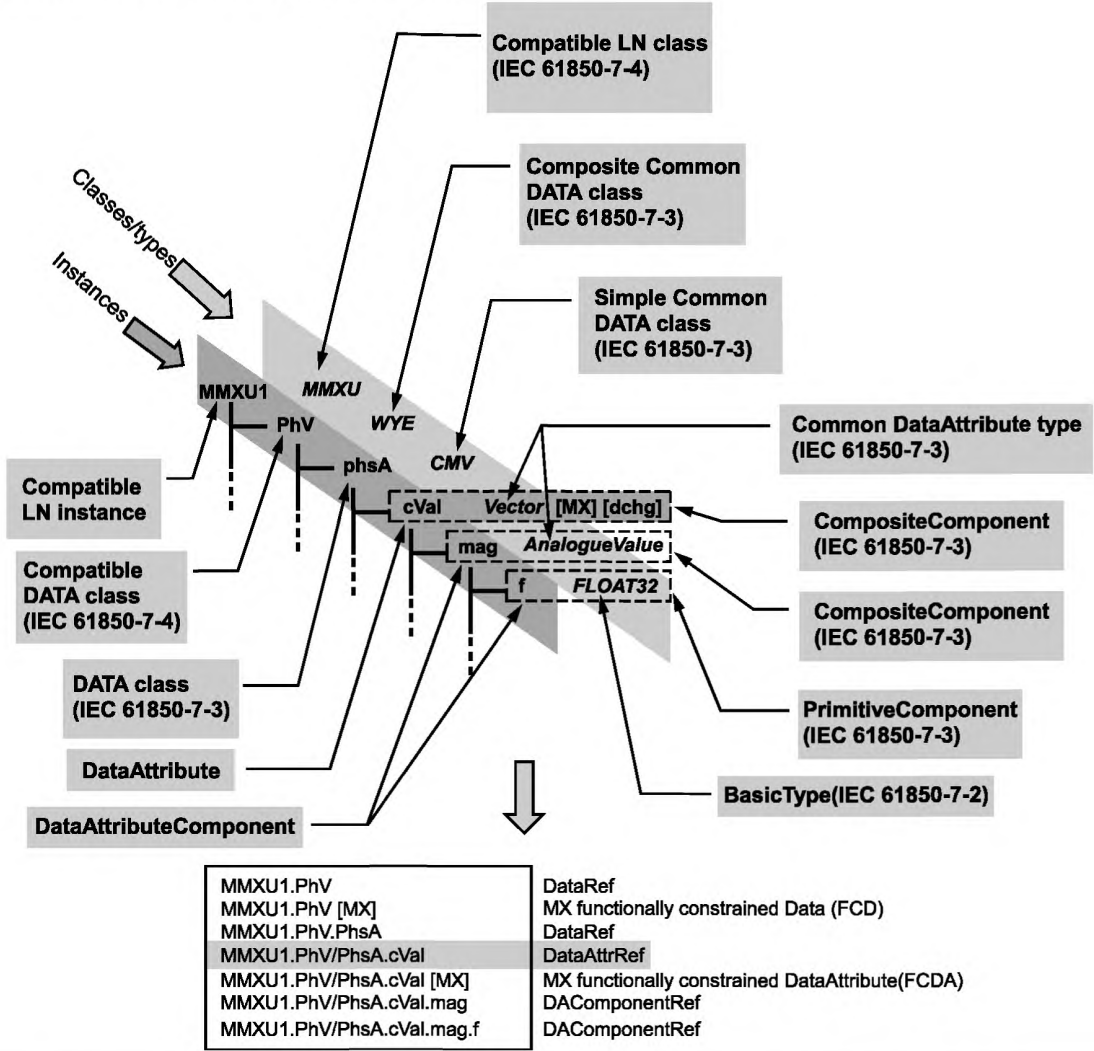 Compatible LN class
(IEC 61850-7-4)
Composite Common
DATA class
(IEC 61850-7-3)
Classes/types
Instances
Simple Common
DATA class
(IEC 61850-7-3)
MMXU1
MMXU
PhV
WYE
Common DataAttribute type
(IEC 61850-7-3)
phsA
CMV
Compatible
LN instance
cVal Vector [MX] [dchg]
CompositeComponent
(IEC 61850-7-3)
mag AnalogueValue
Compatible
DATA class
(IEC 61850-7-4)
f FLOAT32
CompositeComponent
(IEC 61850-7-3)
DATA class
(IEC 61850-7-3)
PrimitiveComponent
(IEC 61850-7-3)
DataAttribute
BasicType(IEC 61850-7-2)
DataAttributeComponent
MMXU1.PhV DataRef
MMXU1.PhV [MX] MX functionally constrained Data (FCD)
MMXU1.PhV.PhsA DataRef
MMXU1.PhV/PhsA.cVal DataAttrRef
MMXU1.PhV/PhsA.cVal [MX] MX functionally constrained DataAttribute(FCDA)
MMXU1.PhV/PhsA.cVal.mag DAComponentRef
MMXU1.PhV/PhsA.cVal.mag.f DAComponentRef